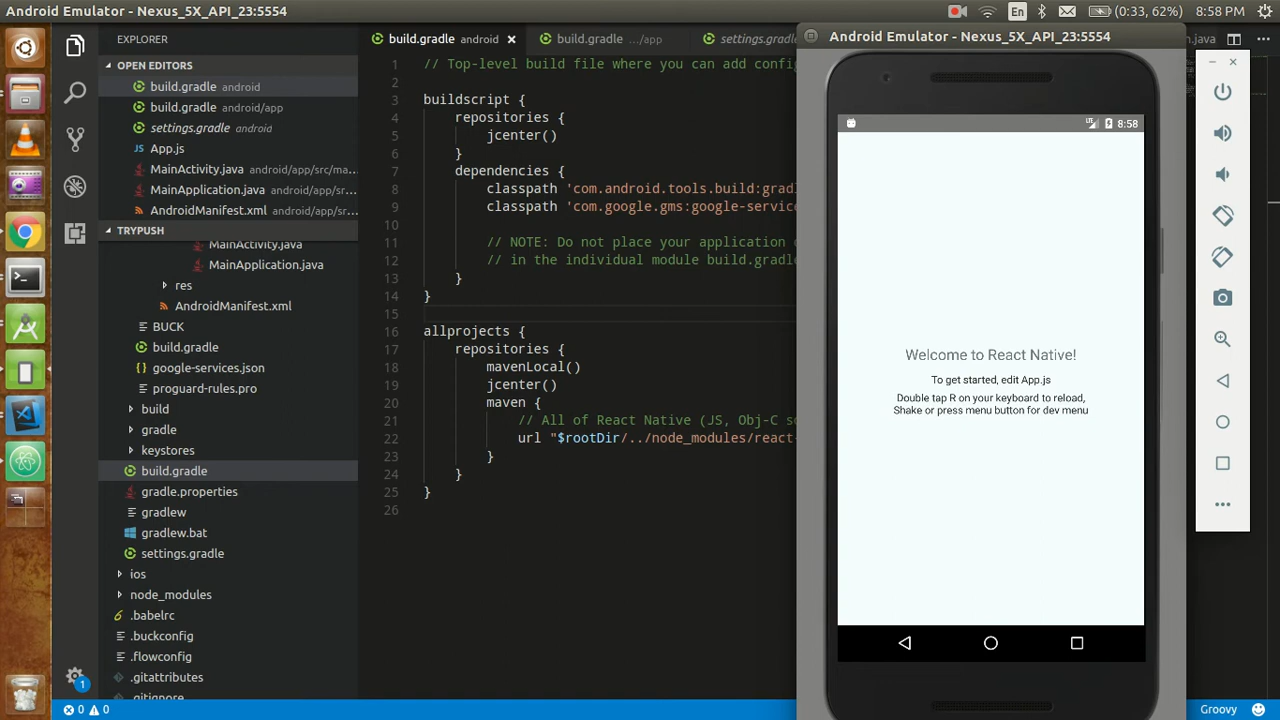 Android Emulator - Nexus_5X_API_23:5554
En
(0:33, 62%)
8:58 PM
EXPLORER
OPEN EDITORS
build.gradle android
build.gradle android/app
settings.gradle android
App.js
MainActivity.java android/app/src/ma...
MainApplication.java android/app/s...
AndroidManifest.xml android/app/sr...
TRYPUSH
MainActivity.java
MainApplication.java
res
AndroidManifest.xml
BUCK
build.gradle
google-services.json
proguard-rules.pro
build
gradle
keystores
build.gradle
gradle.properties
gradlew
gradlew.bat
settings.gradle
ios
node_modules
.babelrc
.buckconfig
.flowconfig
.gitattributes
.gitignore
1
0 0
build.gradle android
build.gradle .../app
settings.gradle
n.java
1 // Top-level build file where you can add config
2
3 buildscript {
4 repositories {
5 jcenter()
6 }
7 dependencies {
8 classpath 'com.android.tools.build:grad
9 classpath 'com.google.gms:google-service
10
11 // NOTE: Do not place your application
12 // in the individual module build.gradle
13 }
14 }
15
16 allprojects {
17 repositories {
18 mavenLocal()
19 jcenter()
20 maven {
21 // All of React Native (JS, Obj-C so
22 url "$rootDir/../node_modules/react-
23 }
24 }
25 }
26
Android Emulator - Nexus_5X_API_23:5554
LTE
8:58
Welcome to React Native!
To get started, edit App.js
Double tap R on your keyboard to reload,
Shake or press menu button for dev menu
Groovy